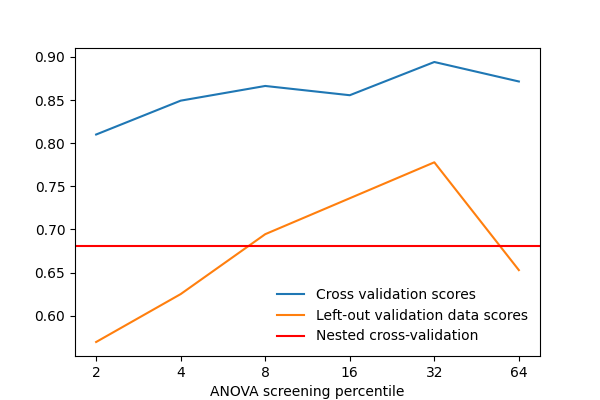 0.90
0.85
0.80
0.75
0.70
0.65
0.60
Cross validation scores
Left-out validation data scores
Nested cross-validation
2 4 8 16 32 64
ANOVA screening percentile